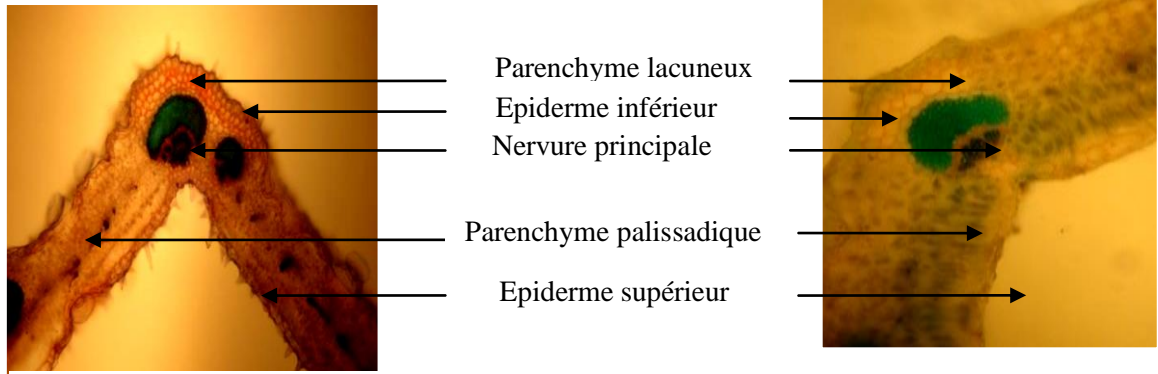 Parenchyme lacuneux
Epiderme inférieur
Nervure principale
Parenchyme palissadique
Epiderme supérieur